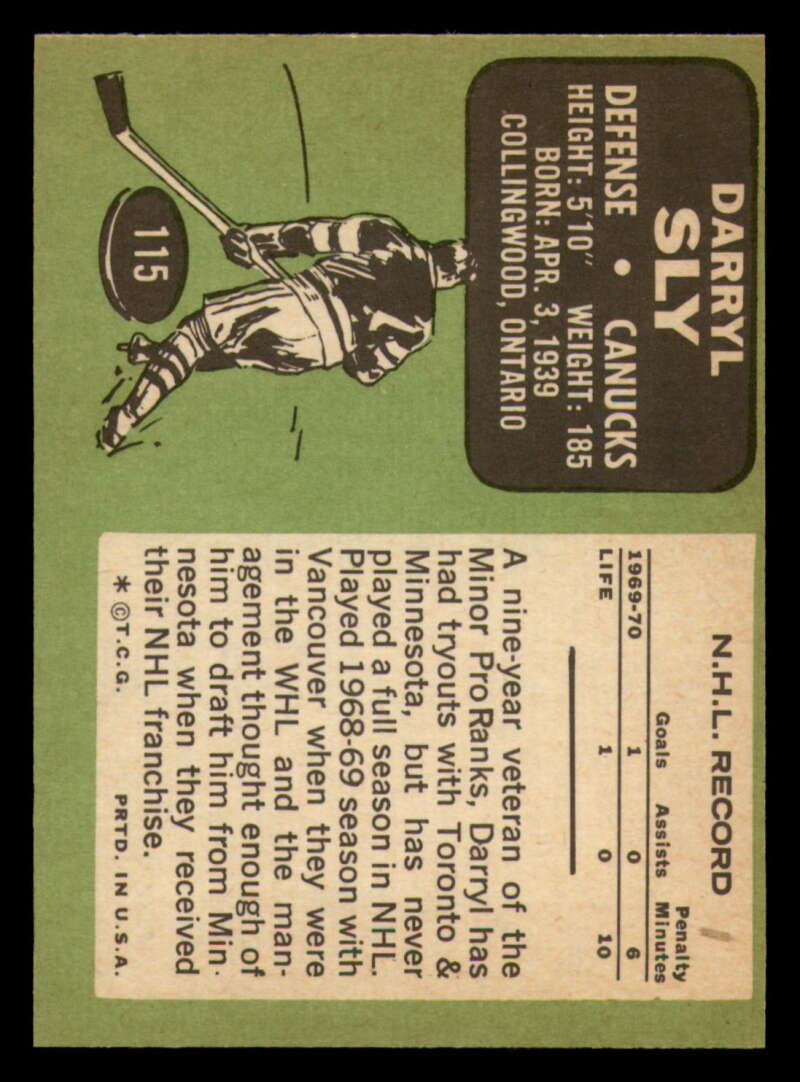 DARRYL
SLY
DEFENSE • CANUCKS
HEIGHT: 5'10" WEIGHT: 185
BORN: APR. 3, 1939
COLLINGWOOD, ONTARIO
115
N.H.L. RECORD
Goals Assists Penalty Minutes
1969-70 1 0 6
LIFE 1 0 10
A nine-year veteran of the
Minor Pro Ranks, Darryl has
had tryouts with Toronto &
Minnesota, but has never
played a full season in NHL.
Played 1968-69 season with
Vancouver when they were
in the WHL and the man-
agement thought enough of
him to draft him from Min-
nesota when they received
their NHL franchise.
* ©T.C.G. PRTD. IN U.S.A.